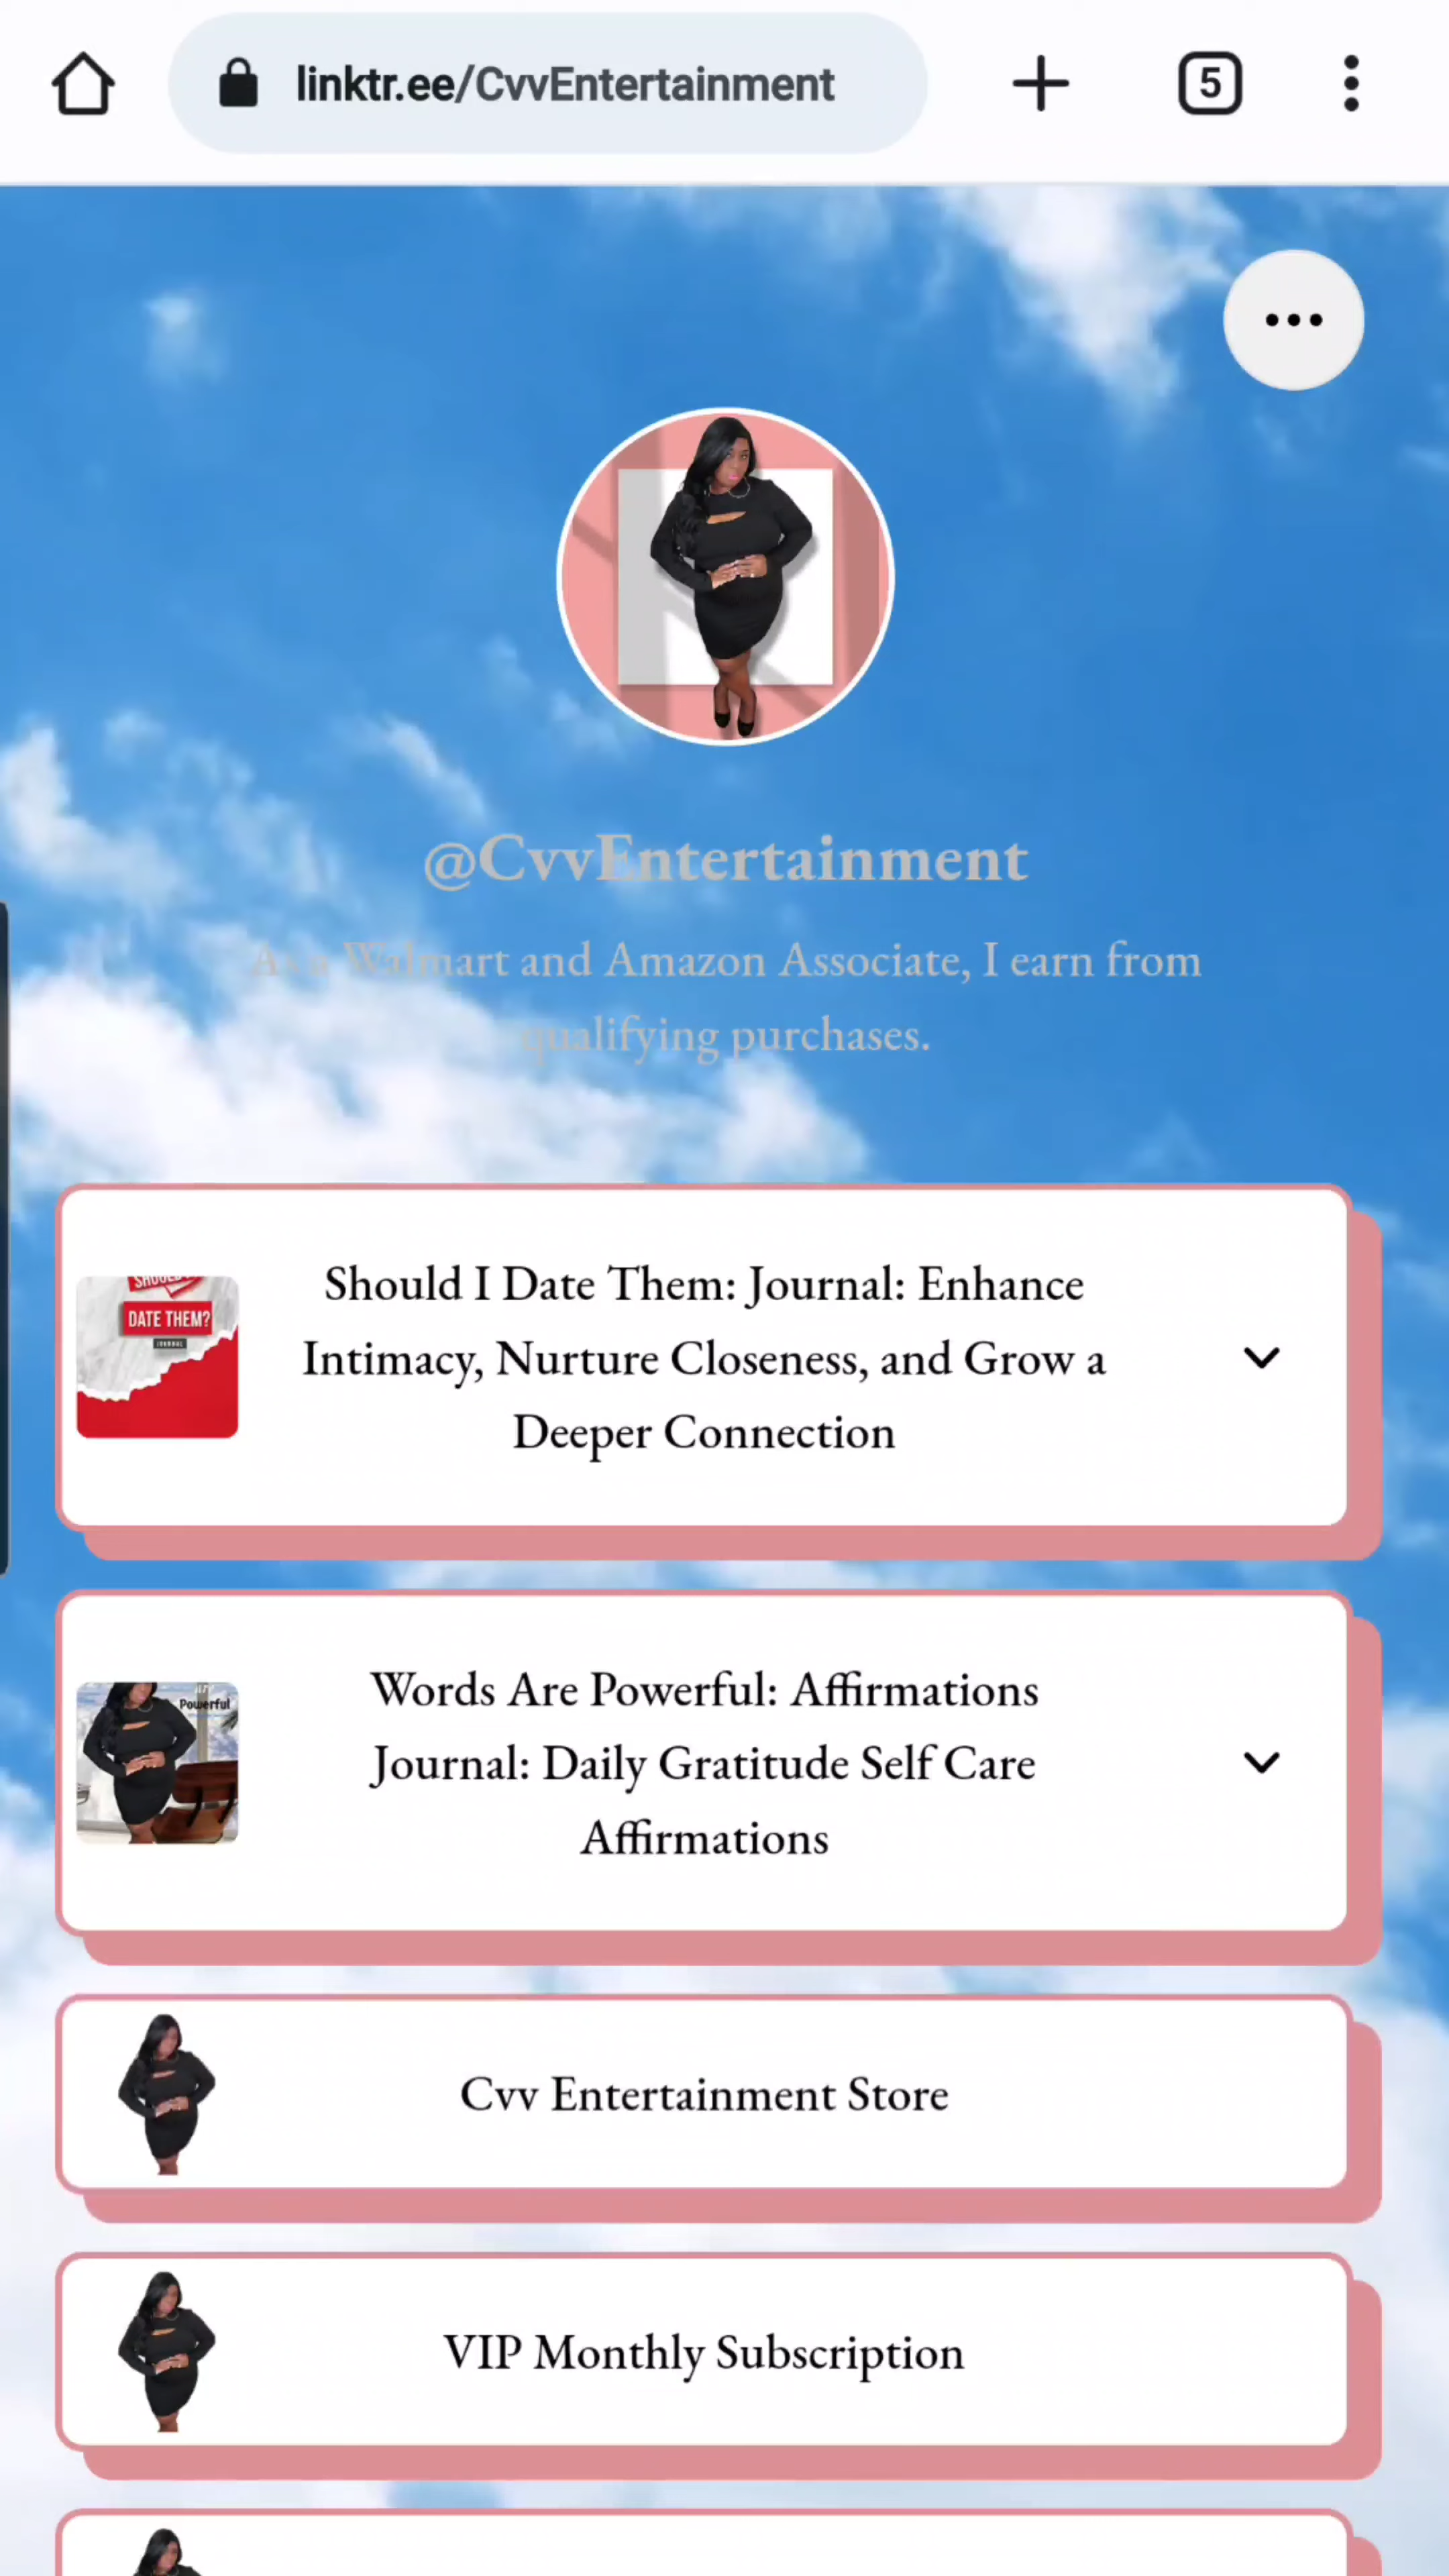 linktr.ee/CvvEntertainment
5
@CvvEntertainment
As a Walmart and Amazon Associate, I earn from
qualifying purchases.
DATE THEM?
JOURNAL
Should I Date Them: Journal: Enhance
Intimacy, Nurture Closeness, and Grow a
Deeper Connection
Powerful
Words Are Powerful: Affirmations
Journal: Daily Gratitude Self Care
Affirmations
Cvv Entertainment Store
VIP Monthly Subscription